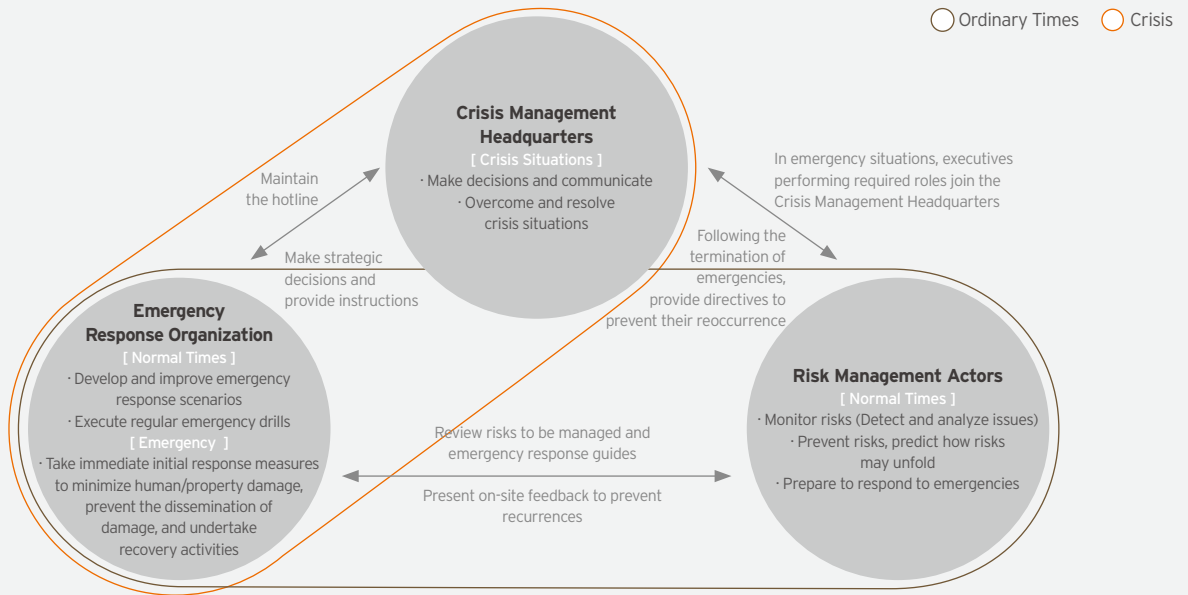 Ordinary Times
Crisis
Crisis Management
Headquarters
[ Crisis Situations ]
· Make decisions and communicate
· Overcome and resolve
crisis situations
Maintain
the hotline
Make strategic
decisions and
provide instructions
In emergency situations, executives
performing required roles join the
Crisis Management Headquarters
Following the
termination of
emergencies,
provide directives to
prevent their reoccurrence
Emergency
Response Organization
[ Normal Times ]
· Develop and improve emergency
response scenarios
· Execute regular emergency drills
[ Emergency ]
· Take immediate initial response measures
to minimize human/property damage,
prevent the dissemination of
damage, and undertake
recovery activities
Review risks to be managed and
emergency response guides
Present on-site feedback to prevent
recurrences
Risk Management Actors
[ Normal Times ]
· Monitor risks (Detect and analyze issues)
· Prevent risks, predict how risks
may unfold
· Prepare to respond to emergencies